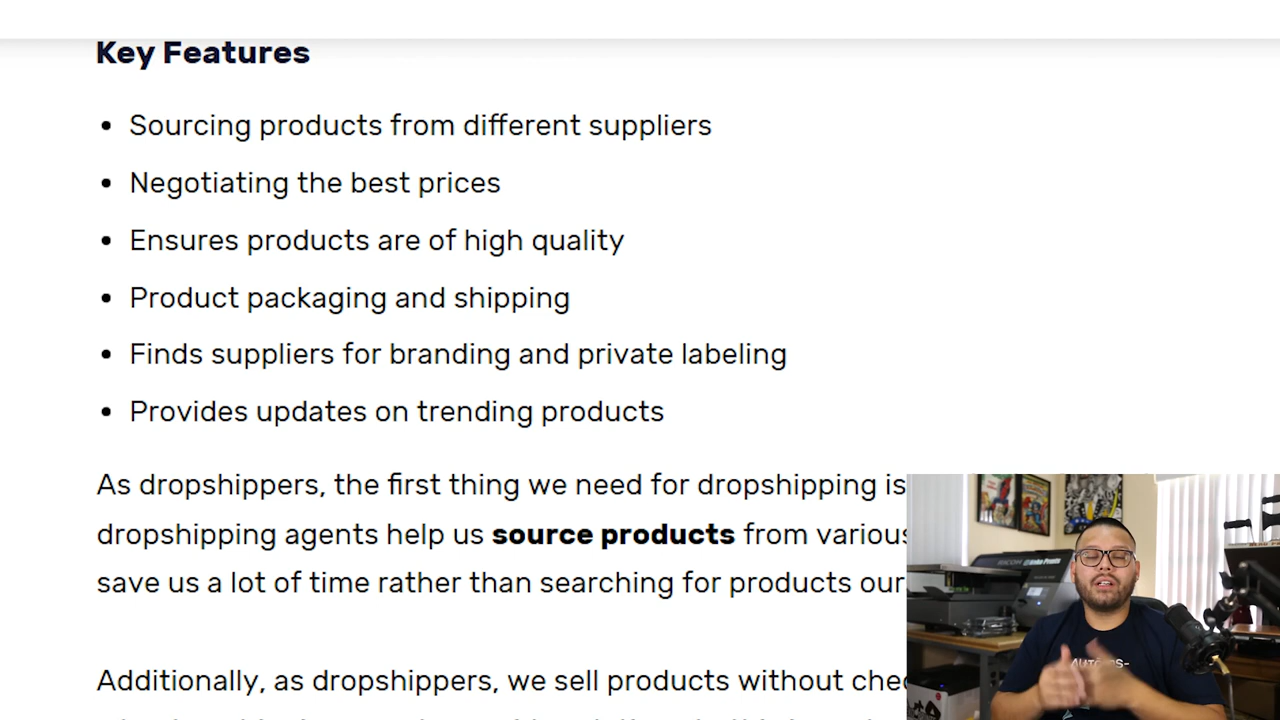 Key Features
Sourcing products from different suppliers
Negotiating the best prices
Ensures products are of high quality
Product packaging and shipping
Finds suppliers for branding and private labeling
Provides updates on trending products
As dropshippers, the first thing we need for dropshipping is
dropshipping agents help us source products from various
save us a lot of time rather than searching for products our
Additionally, as dropshippers, we sell products without
RICOH